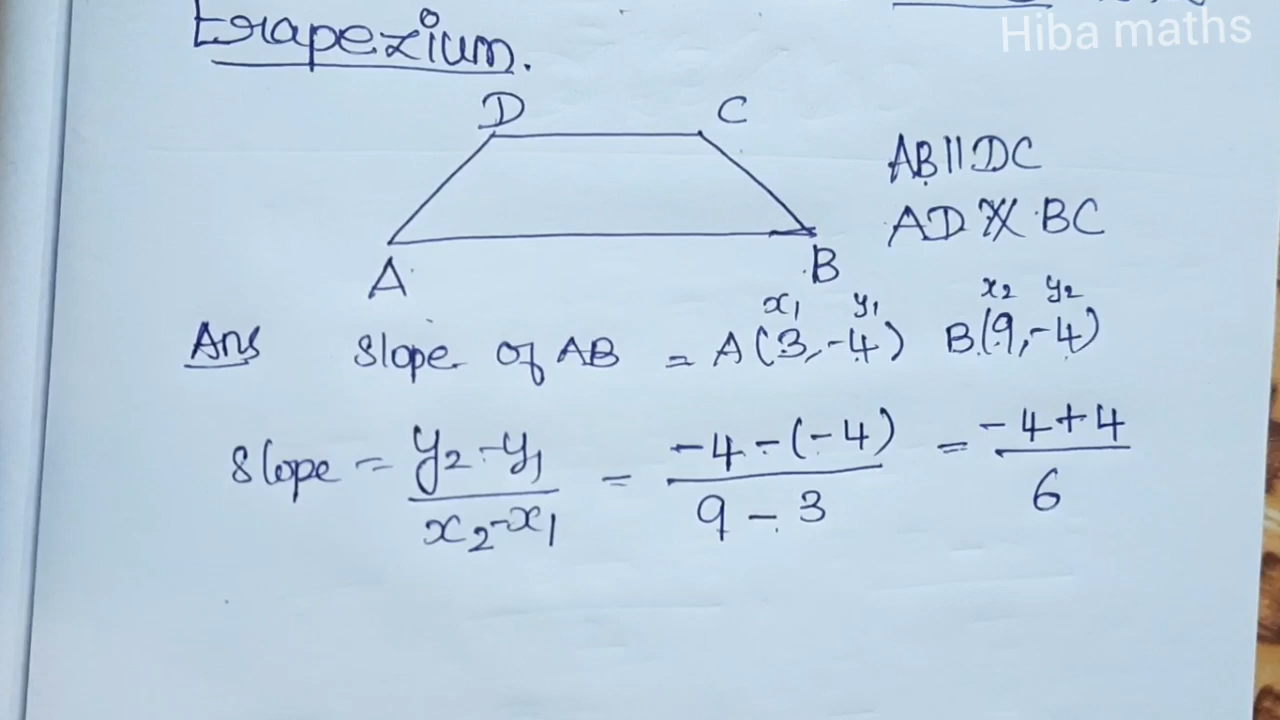 Hiba maths
trapezium.
D C
AB || DC
AD ∦ BC
A B
x₁ y₁ x₂ y₂
Ans Slope of AB = A(3,-4) B(9,-4)
Slope = y₂-y₁ / x₂-x₁ = -4-(-4) / 9-3 = -4+4 / 6